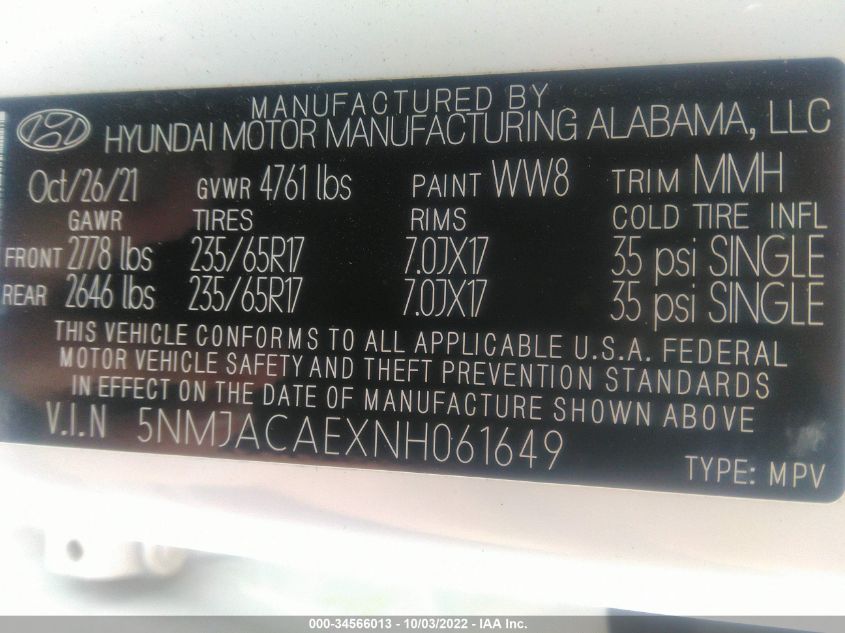 MANUFACTURED BY
HYUNDAI MOTOR MANUFACTURING ALABAMA, LLC
Oct/26/21 GVWR 4761 lbs PAINT WW8 TRIM MMH
GAWR TIRES RIMS COLD TIRE INFL
FRONT 2778 lbs 235/65R17 7.0JX17 35 psi SINGLE
REAR 2646 lbs 235/65R17 7.0JX17 35 psi SINGLE
THIS VEHICLE CONFORMS TO ALL APPLICABLE U.S.A. FEDERAL
MOTOR VEHICLE SAFETY AND THEFT PREVENTION STANDARDS
IN EFFECT ON THE DATE OF MANUFACTURE SHOWN ABOVE
V.I.N 5NMJACAEXNH061649
TYPE: MPV
000-34566013 - 10/03/2022 - IAA Inc.